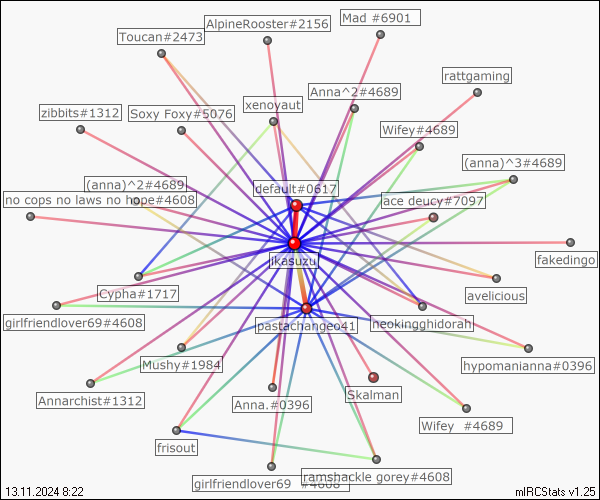 Mad #6901
AlpineRooster#2156
Toucan#2473
rattgaming
Anna^2#4689
xenoyaut
zibbits#1312
Soxy Foxy#5076
Wifey#4689
(anna)^3#4689
(anna)^2#4689
default#0617
no cops no laws no hope#4608
ace deucy#7097
jikasuzu
fakedingo
Cypha#1717
avelicious
girlfriendlover69#4608
pastachangeo41
neokingghidorah
Mushy#1984
hypomanianna#0396
Skalman
Annarchist#1312
Anna.#0396
Wifey #4689
frisout
ramshackle gorey#4608
girlfriendlover69 #4608
13.11.2024 8:22
mIRCStats v1.25